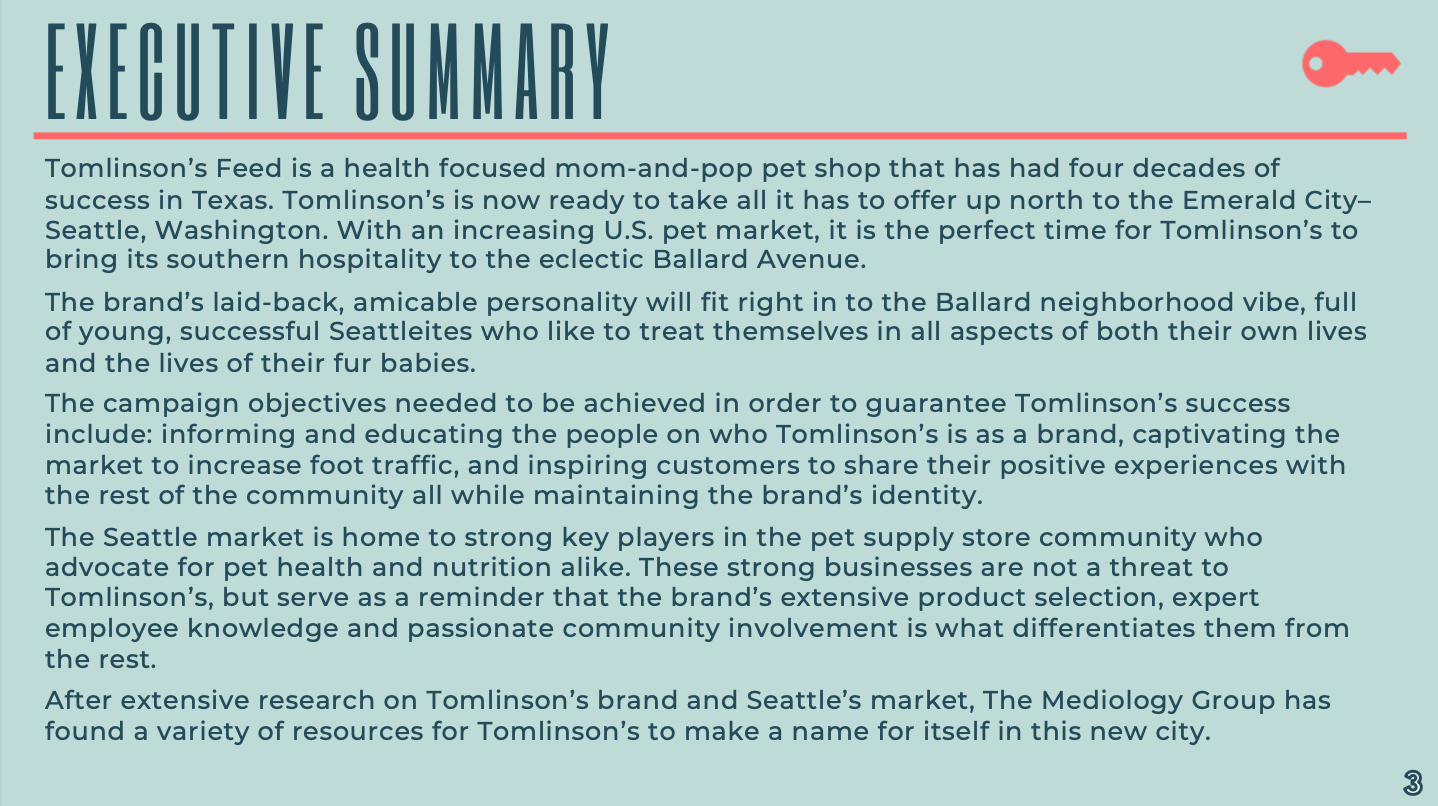 EXECUTIVE SUMMARY
Tomlinson’s Feed is a health focused mom-and-pop pet shop that has had four decades of
success in Texas. Tomlinson’s is now ready to take all it has to offer up north to the Emerald City–
Seattle, Washington. With an increasing U.S. pet market, it is the perfect time for Tomlinson’s to
bring its southern hospitality to the eclectic Ballard Avenue.
The brand’s laid-back, amicable personality will fit right in to the Ballard neighborhood vibe, full
of young, successful Seattleites who like to treat themselves in all aspects of both their own lives
and the lives of their fur babies.
The campaign objectives needed to be achieved in order to guarantee Tomlinson’s success
include: informing and educating the people on who Tomlinson’s is as a brand, captivating the
market to increase foot traffic, and inspiring customers to share their positive experiences with
the rest of the community all while maintaining the brand’s identity.
The Seattle market is home to strong key players in the pet supply store community who
advocate for pet health and nutrition alike. These strong businesses are not a threat to
Tomlinson’s, but serve as a reminder that the brand’s extensive product selection, expert
employee knowledge and passionate community involvement is what differentiates them from
the rest.
After extensive research on Tomlinson’s brand and Seattle’s market, The Mediology Group has
found a variety of resources for Tomlinson’s to make a name for itself in this new city.
3